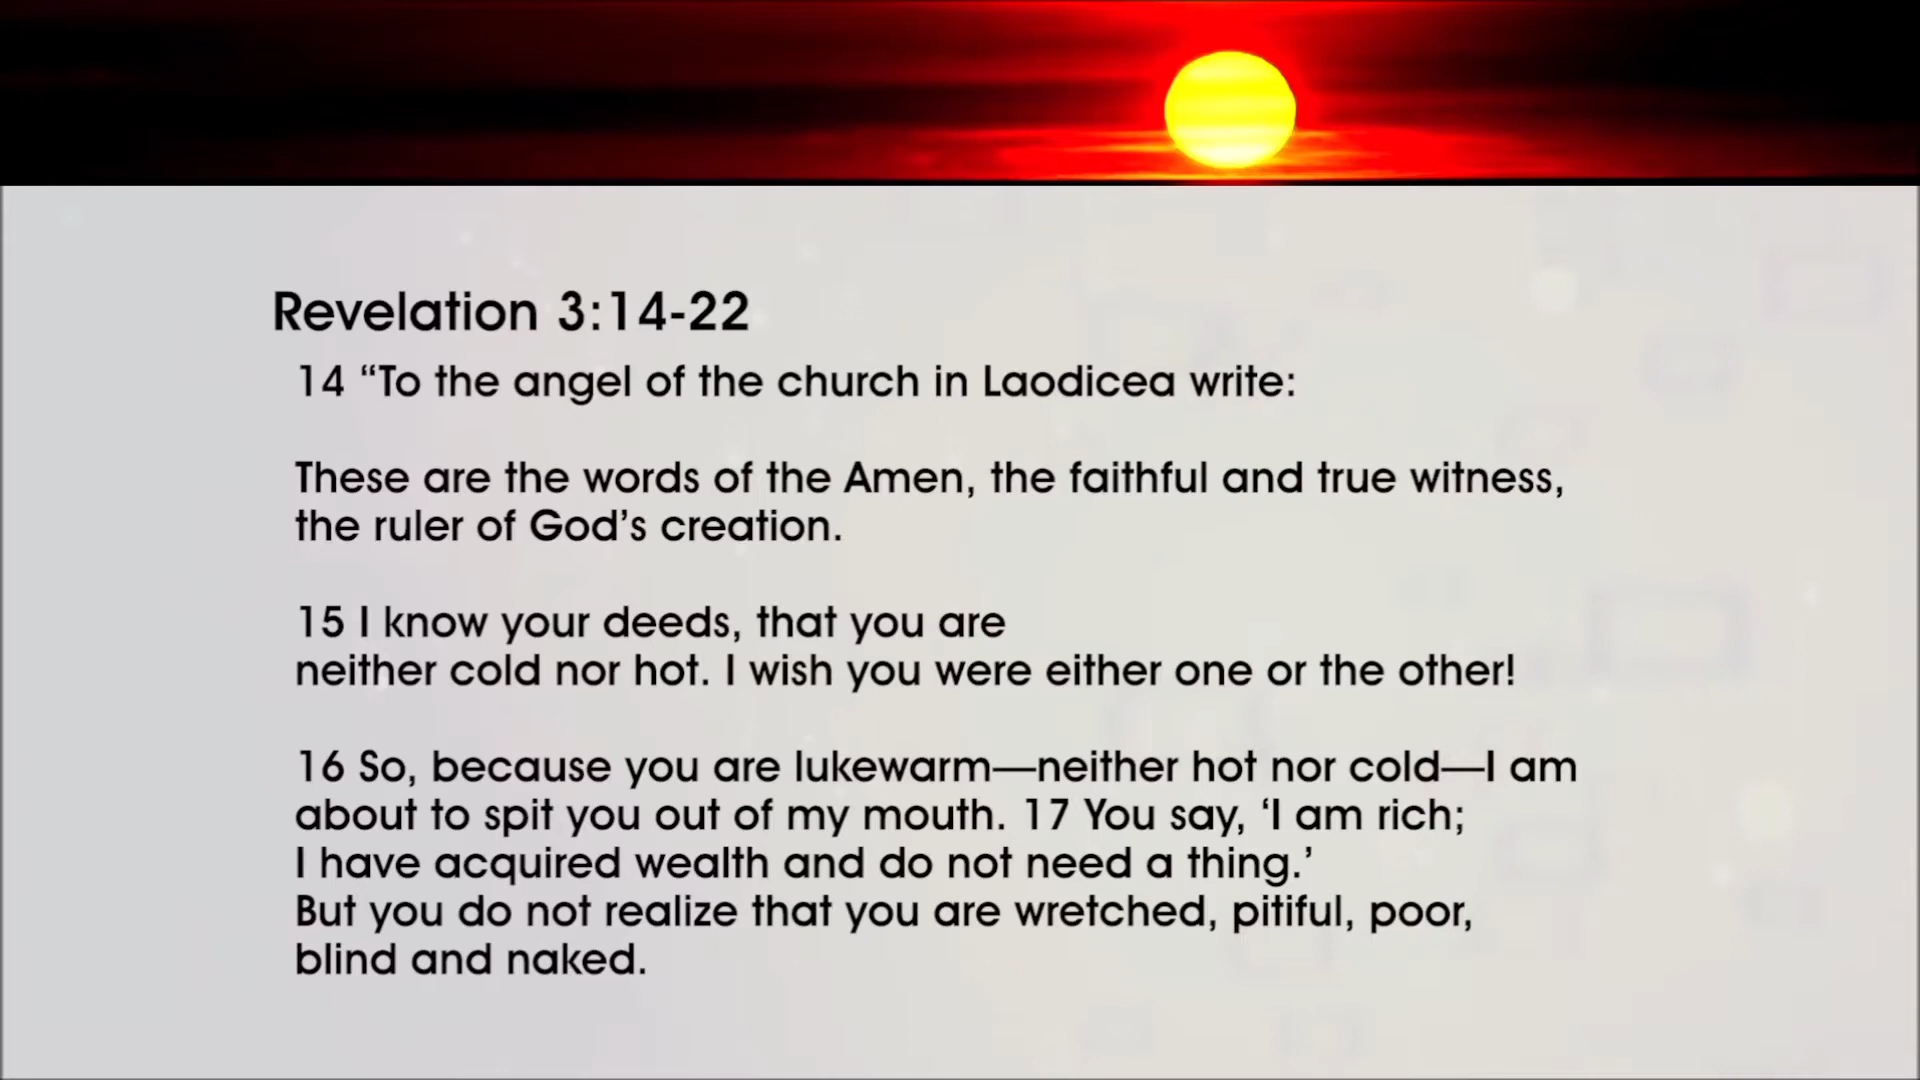 Revelation 3:14-22
14 “To the angel of the church in Laodicea write:
These are the words of the Amen, the faithful and true witness,
the ruler of God’s creation.
15 I know your deeds, that you are
neither cold nor hot. I wish you were either one or the other!
16 So, because you are lukewarm—neither hot nor cold—I am
about to spit you out of my mouth. 17 You say, ‘I am rich;
I have acquired wealth and do not need a thing.’
But you do not realize that you are wretched, pitiful, poor,
blind and naked.